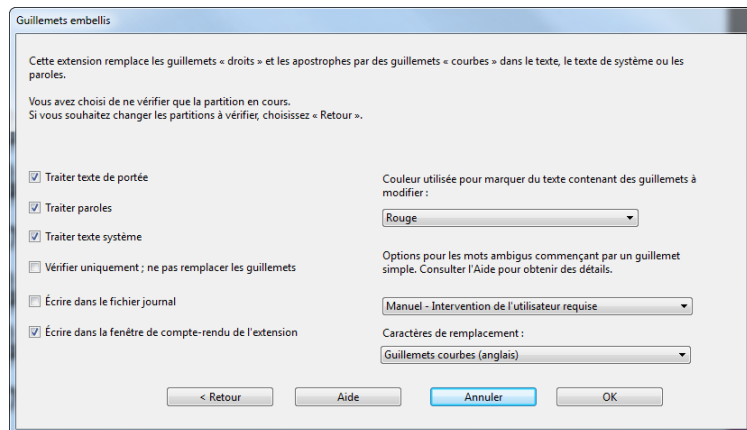 Guillemets embellis
Cette extension remplace les guillemets « droits » et les apostrophes par des guillemets « courbes » dans le texte, le texte de système ou les
paroles.
Vous avez choisi de ne vérifier que la partition en cours.
Si vous souhaitez changer les partitions à vérifier, choisissez « Retour ».
Traiter texte de portée
Traiter paroles
Traiter texte système
Vérifier uniquement ; ne pas remplacer les guillemets
Écrire dans le fichier journal
Écrire dans la fenêtre de compte-rendu de l'extension
Couleur utilisée pour marquer du texte contenant des guillemets à
modifier :
Rouge
Options pour les mots ambigus commençant par un guillemet
simple. Consulter l'Aide pour obtenir des détails.
Manuel - Intervention de l'utilisateur requise
Caractères de remplacement :
Guillemets courbes (anglais)
< Retour
Aide
Annuler
OK